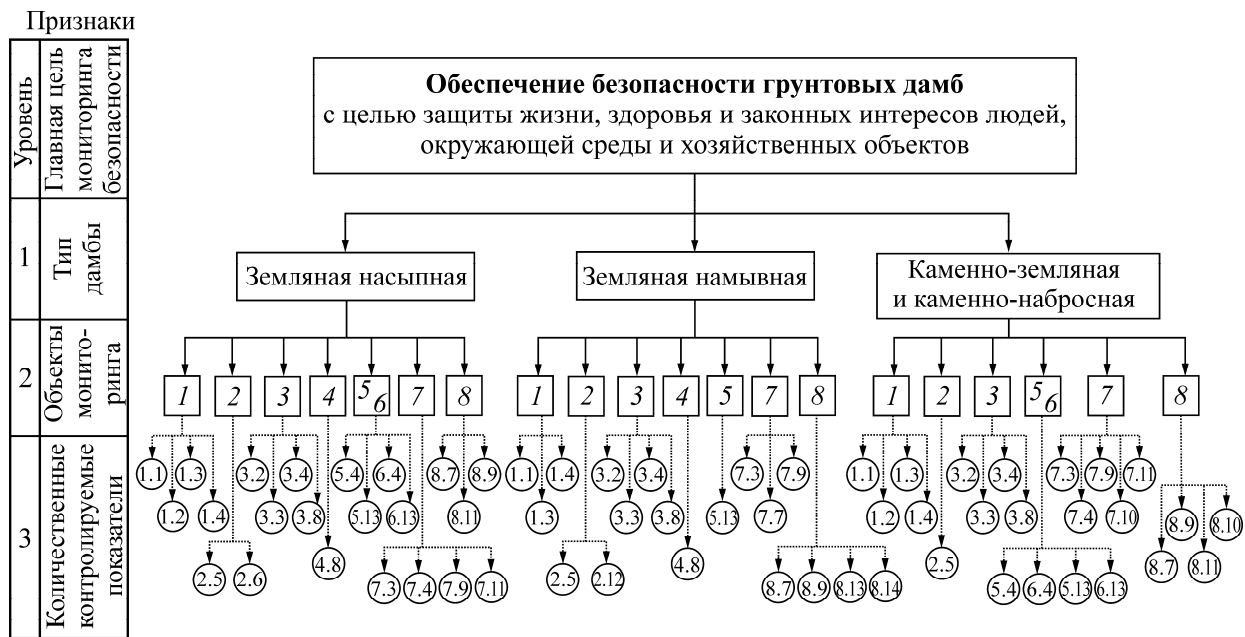 Признаки
Уровень
Главная цель
мониторинга
безопасности
Обеспечение безопасности грунтовых дамб
с целью защиты жизни, здоровья и законных интересов людей,
окружающей среды и хозяйственных объектов
1
Тип
дамбы
Земляная насыпная
Земляная намывная
Каменно-земляная
и каменно-набросная
2
Объекты
монито-
ринга
1 2 3 4 5 6 7 8
1 2 3 4 5 7 8
1 2 3 4 5 6 7 8
3
Количественные
контролируемые
показатели
1.1 1.3 3.2 3.4 5.4 6.4 8.7 8.9
1.2 1.4 3.3 3.8 5.13 6.13 8.11
2.5 2.6 4.8 7.3 7.4 7.9 7.11
1.1 1.4 3.2 3.4 7.3 7.9
1.3 3.3 3.8 5.13 7.7
2.5 2.12 4.8 8.7 8.9 8.13 8.14
1.1 1.3 3.2 3.4 7.3 7.9 7.11
1.2 1.4 3.3 3.8 7.4 7.10 8.9 8.10
2.5 5.4 6.4 5.13 6.13 8.7 8.11